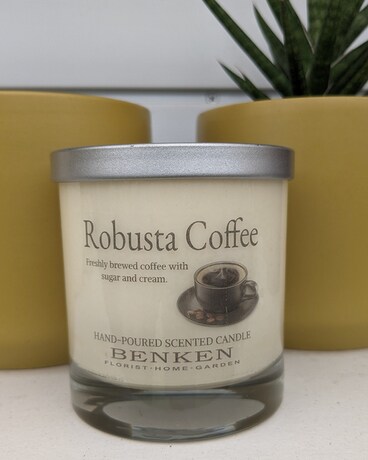 Robusta Coffee
Freshly brewed coffee with
sugar and cream.
HAND-POURED SCENTED CANDLE
BENKEN
FLORIST·HOME·GARDEN